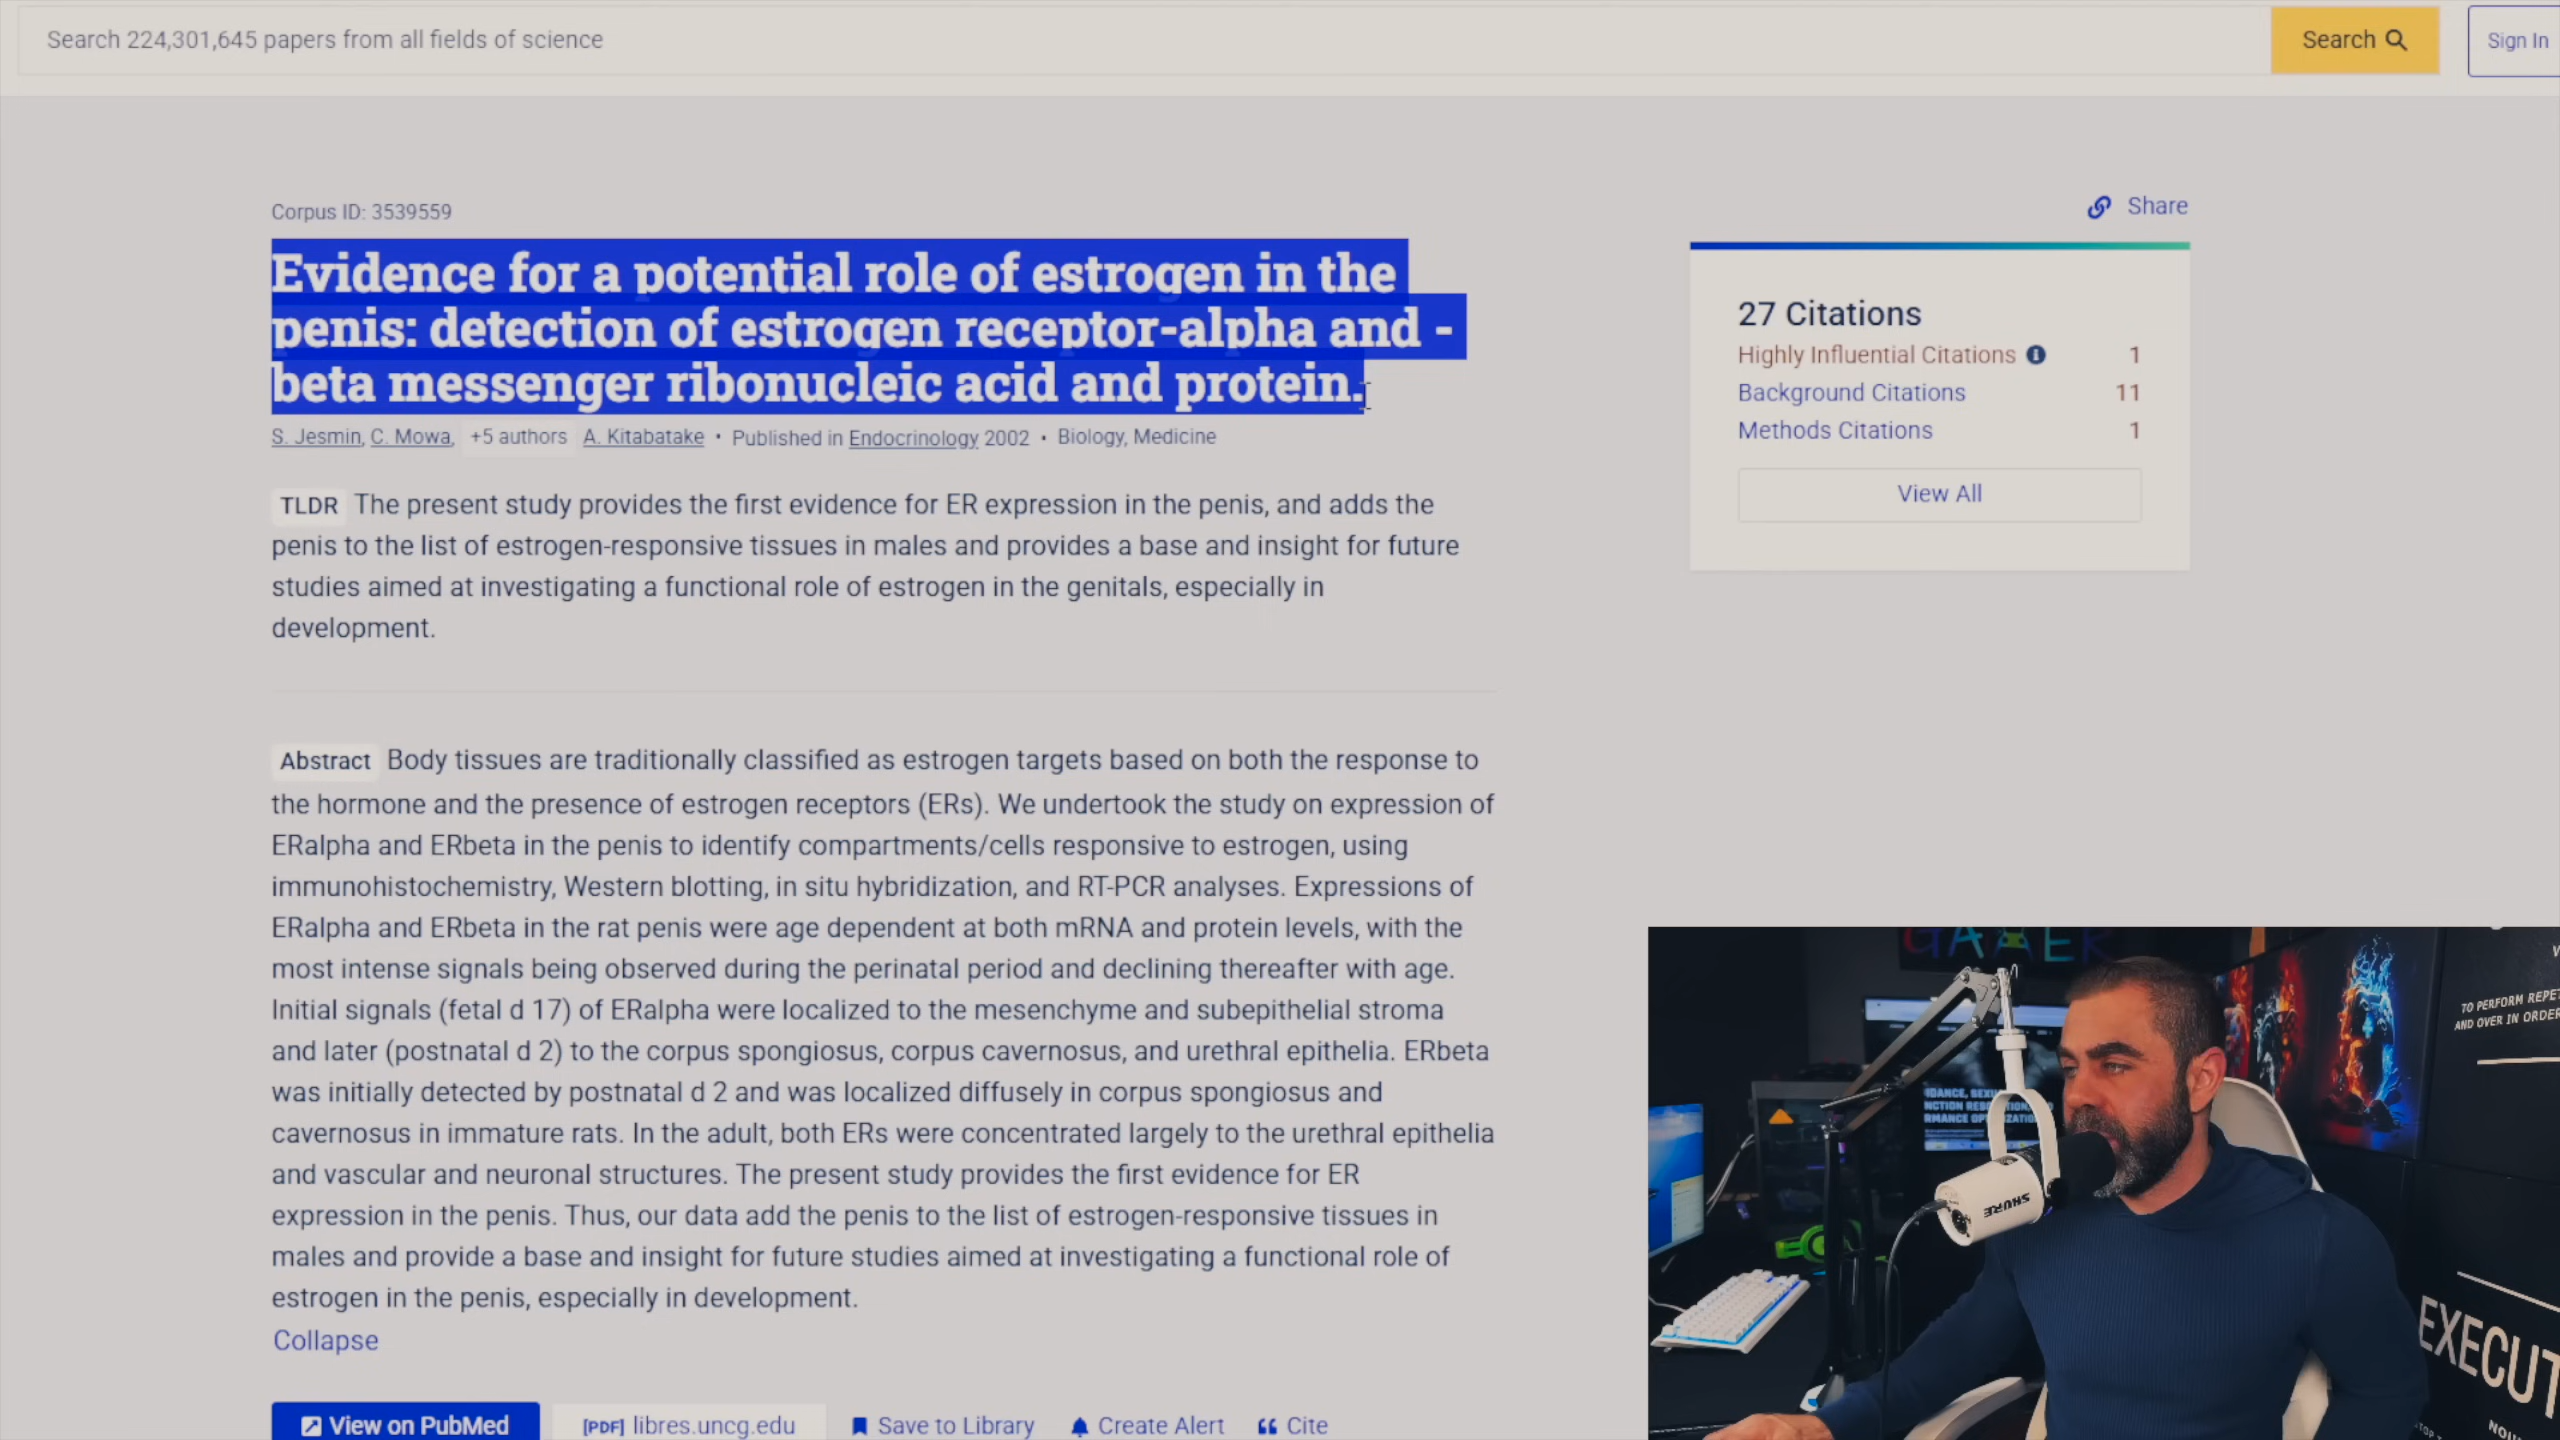 Search 224,301,645 papers from all fields of science
Search
Sign In
Corpus ID: 3539559
Share
Evidence for a potential role of estrogen in the
penis: detection of estrogen receptor-alpha and -
beta messenger ribonucleic acid and protein.
S. Jesmin, C. Mowa, +5 authors A. Kitabatake • Published in Endocrinology 2002 • Biology, Medicine
TLDR The present study provides the first evidence for ER expression in the penis, and adds the
penis to the list of estrogen-responsive tissues in males and provides a base and insight for future
studies aimed at investigating a functional role of estrogen in the genitals, especially in
development.
27 Citations
Highly Influential Citations 1
Background Citations 11
Methods Citations 1
View All
Abstract Body tissues are traditionally classified as estrogen targets based on both the response to
the hormone and the presence of estrogen receptors (ERs). We undertook the study on expression of
ERalpha and ERbeta in the penis to identify compartments/cells responsive to estrogen, using
immunohistochemistry, Western blotting, in situ hybridization, and RT-PCR analyses. Expressions of
ERalpha and ERbeta in the rat penis were age dependent at both mRNA and protein levels, with the
most intense signals being observed during the perinatal period and declining thereafter with age.
Initial signals (fetal d 17) of ERalpha were localized to the mesenchyme and subepithelial stroma
and later (postnatal d 2) to the corpus spongiosus, corpus cavernosus, and urethral epithelia. ERbeta
was initially detected by postnatal d 2 and was localized diffusely in corpus spongiosus and
cavernosus in immature rats. In the adult, both ERs were concentrated largely to the urethral epithelia
and vascular and neuronal structures. The present study provides the first evidence for ER
expression in the penis. Thus, our data add the penis to the list of estrogen-responsive tissues in
males and provide a base and insight for future studies aimed at investigating a functional role of
estrogen in the penis, especially in development.
Collapse
View on PubMed
[PDF] libres.uncg.edu
Save to Library
Create Alert
Cite
GAMER
TO PERFORM REPET
AND OVER IN ORDER
SHURE
EXECUT